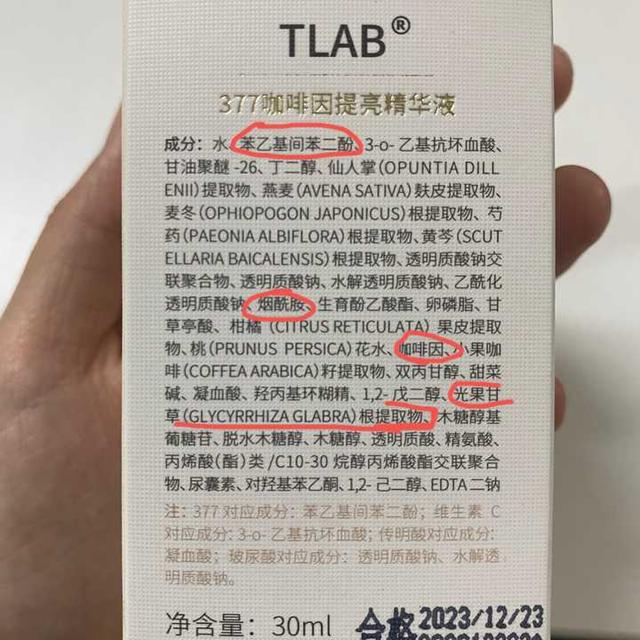 TLAB®
377咖啡因提亮精华液
成分：水、苯乙基间苯二酚、3-o-乙基抗坏血酸、
甘油聚醚-26、丁二醇、仙人掌(OPUNTIA DILL
ENII)提取物、燕麦(AVENA SATIVA)麸皮提取物、
麦冬(OPHIOPOGON JAPONICUS)根提取物、芍
药(PAEONIA ALBIFLORA)根提取物、黄芩(SCUT
ELLARIA BAICALENSIS)根提取物、透明质酸钠交
联聚合物、透明质酸钠、水解透明质酸钠、乙酰化
透明质酸钠、烟酰胺、生育酚乙酸酯、卵磷脂、甘
草亭酸、柑橘(CITRUS RETICULATA)果皮提取
物、桃(PRUNUS PERSICA)花水、咖啡因、小果咖
啡(COFFEA ARABICA)籽提取物、双丙甘醇、甜菜
碱、凝血酸、羟丙基环糊精、1,2-戊二醇、光果甘
草(GLYCYRRHIZA GLABRA)根提取物、木糖醇基
葡糖苷、脱水木糖醇、木糖醇、透明质酸、精氨酸、
丙烯酸(酯)类/C10-30烷醇丙烯酸酯交联聚合
物、尿囊素、对羟基苯乙酮、1,2-己二醇、EDTA二钠
注：377对应成分：苯乙基间苯二酚；维生素 C
对应成分：3-o-乙基抗坏血酸；传明酸对应成分：
凝血酸；玻尿酸对应成分：透明质酸钠、水解透
明质酸钠。
净含量：30ml
合格 2023/12/23